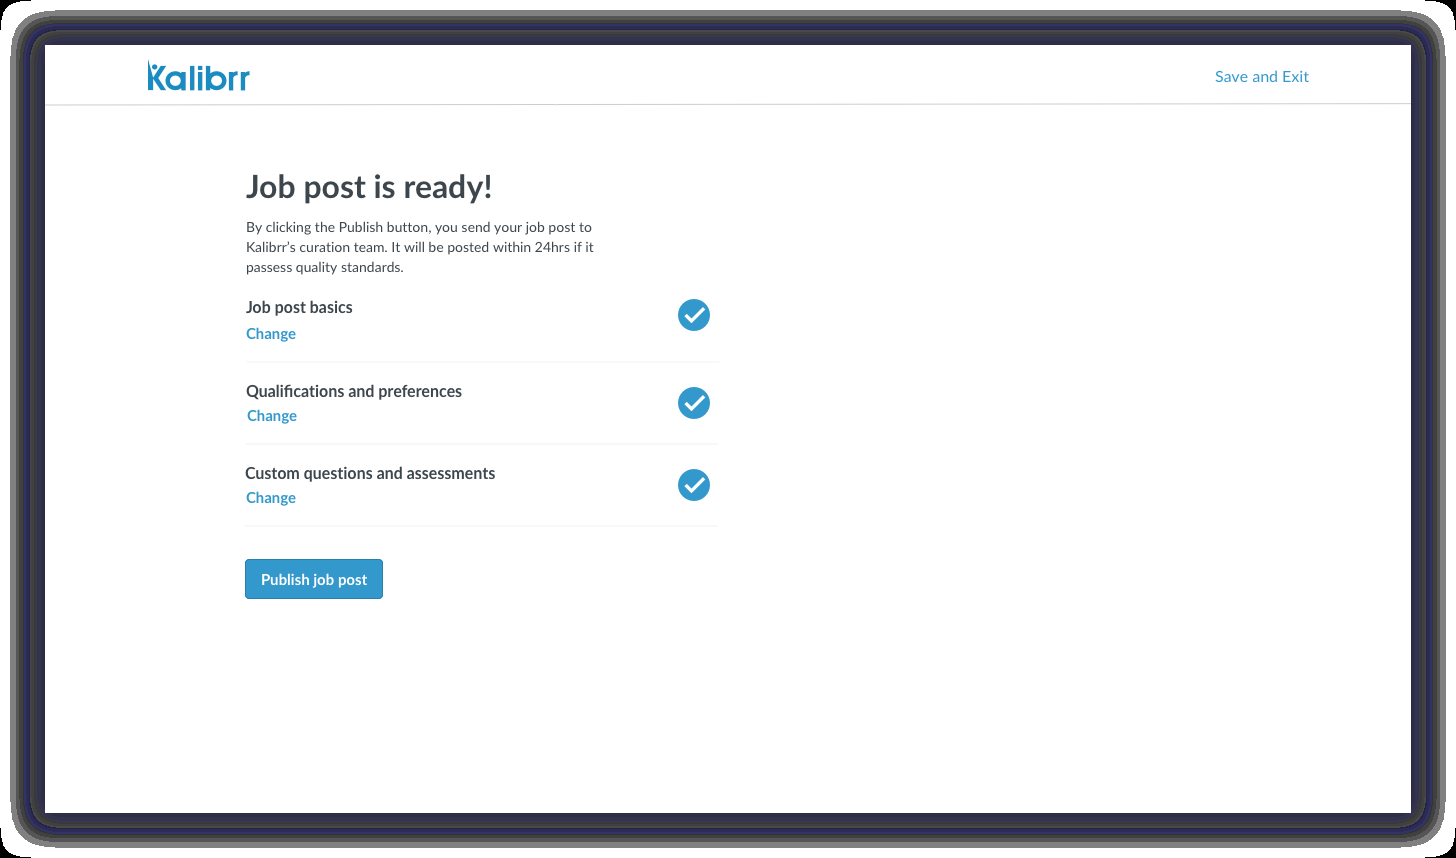 Kalibrr
Save and Exit
Job post is ready!
By clicking the Publish button, you send your job post to
Kalibrr’s curation team. It will be posted within 24hrs if it
passess quality standards.
Job post basics
Change
Qualifications and preferences
Change
Custom questions and assessments
Change
Publish job post